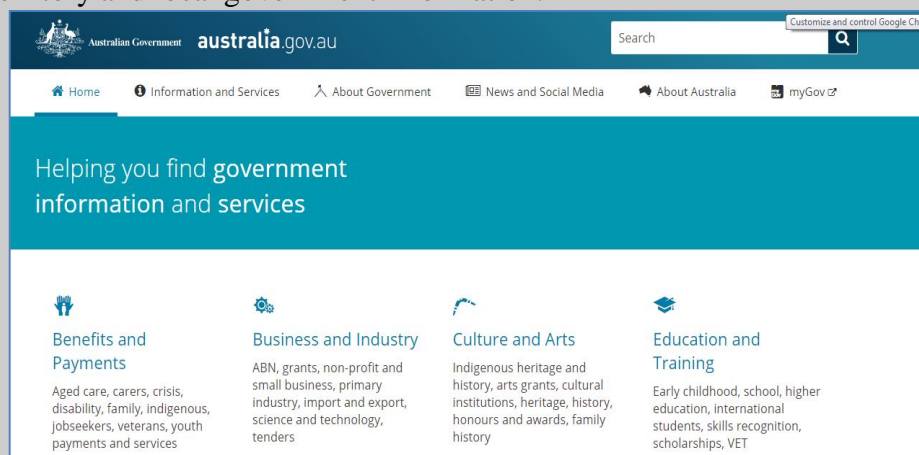 government information.
Australian Government australia.gov.au Search Customize and control Google Ch
Home Information and Services About Government News and Social Media About Australia myGov
Helping you find government
information and services
Benefits and
Payments
Aged care, carers, crisis,
disability, family, indigenous,
jobseekers, veterans, youth
payments and services
Business and Industry
ABN, grants, non-profit and
small business, primary
industry, import and export,
science and technology,
tenders
Culture and Arts
Indigenous heritage and
history, arts grants, cultural
institutions, heritage, history,
honours and awards, family
history
Education and
Training
Early childhood, school, higher
education, international
students, skills recognition,
scholarships, VET